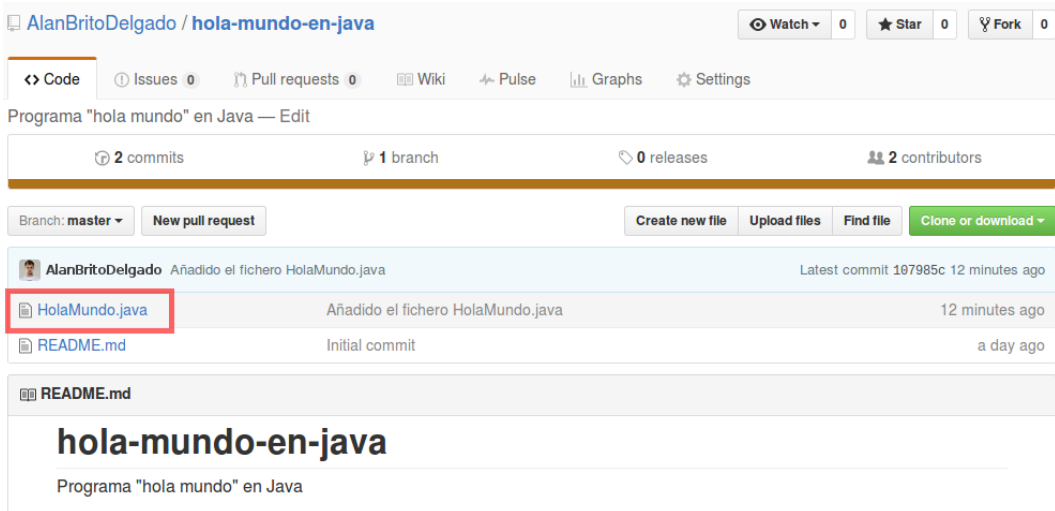 AlanBritoDelgado / hola-mundo-en-java Watch 0 Star 0 Fork 0
Code Issues 0 Pull requests 0 Wiki Pulse Graphs Settings
Programa "hola mundo" en Java — Edit
2 commits 1 branch 0 releases 2 contributors
Branch: master New pull request Create new file Upload files Find file Clone or download
AlanBritoDelgado Añadido el fichero HolaMundo.java Latest commit 107985c 12 minutes ago
HolaMundo.java Añadido el fichero HolaMundo.java 12 minutes ago
README.md Initial commit a day ago
README.md
hola-mundo-en-java
Programa "hola mundo" en Java